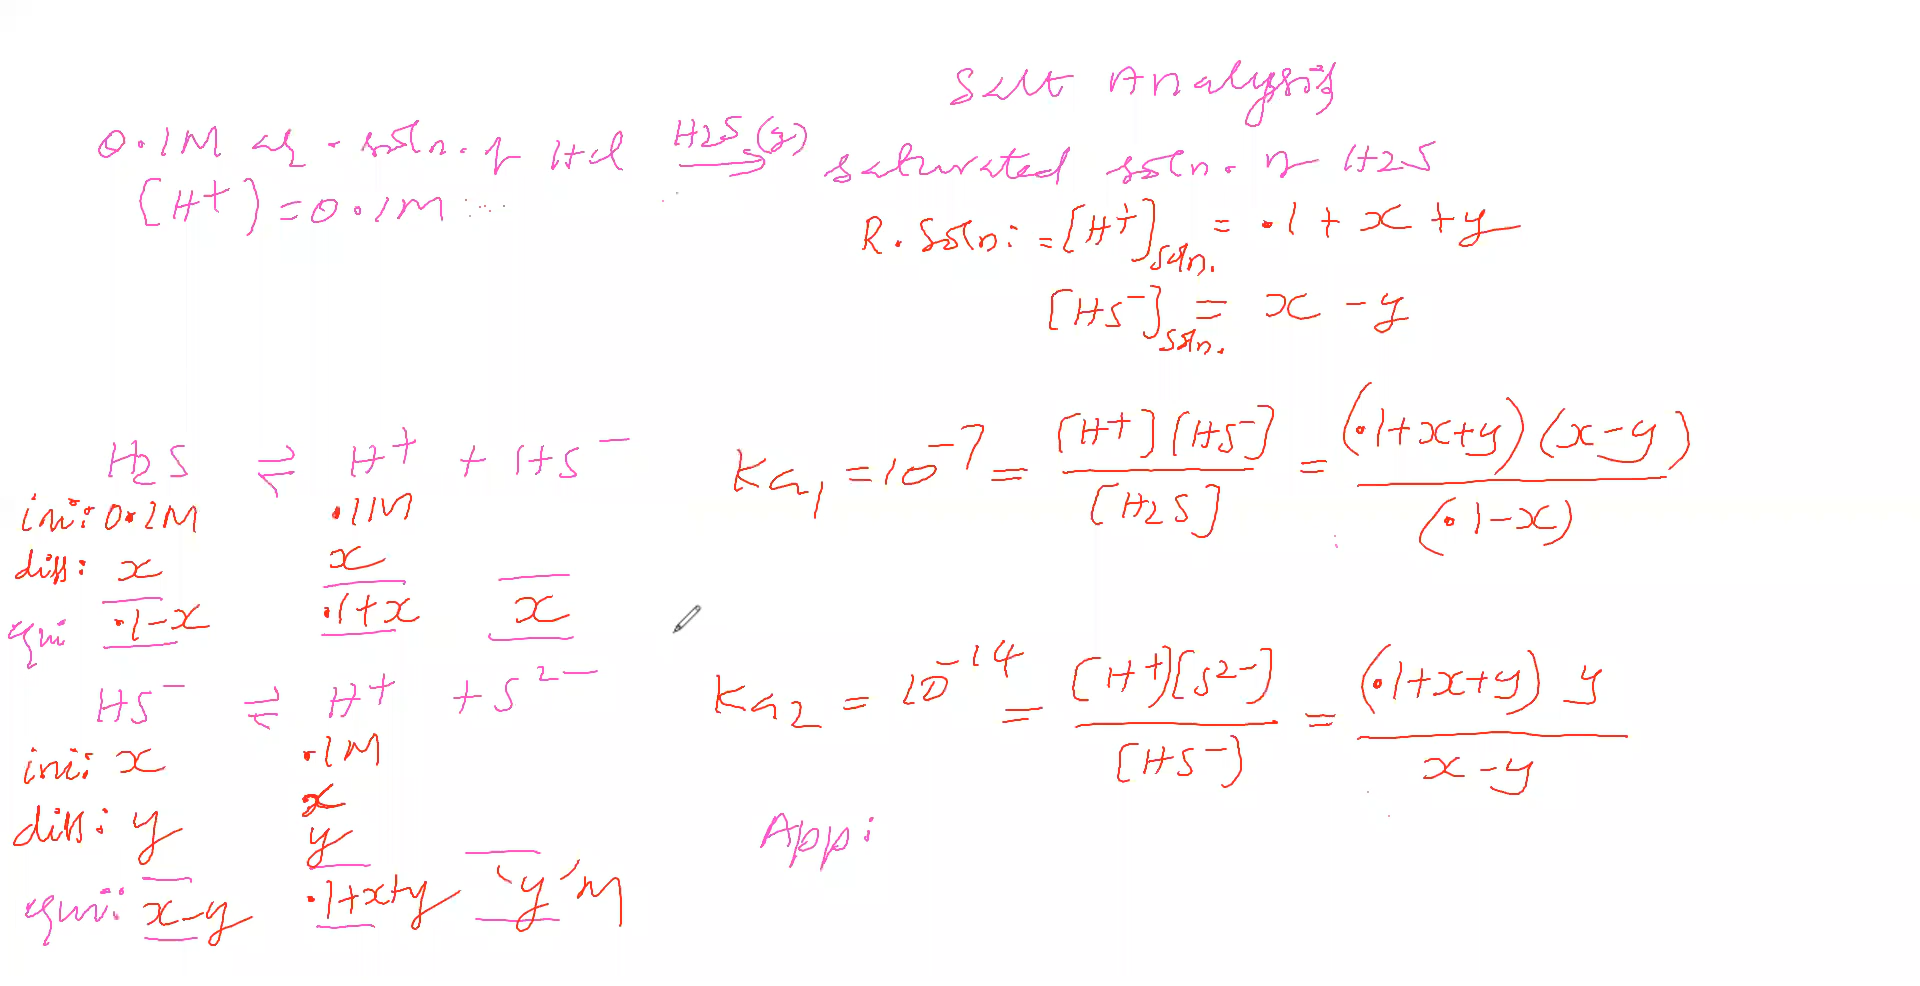 Salt Analysis
0.1M aq. soln. of HCl H2S(g) → saturated soln. of H2S
[H+) = 0.1M
R. Soln: = [H+]soln. = .1 + x + y
[HS-]soln. = x - y
H2S ⇌ H+ + HS-
ini: 0.1M .1M
diff: x x
equi .1-x .1+x x
Ka1 = 10^-7 = [H+][HS-] / [H2S] = (.1+x+y)(x-y) / (.1-x)
HS- ⇌ H+ + S2-
ini: x .1M
x
diff: y y
equi: x-y .1+x+y 'y'M
Ka2 = 10^-14 = [H+)[S2-] / [HS-) = (.1+x+y) y / x-y
App: